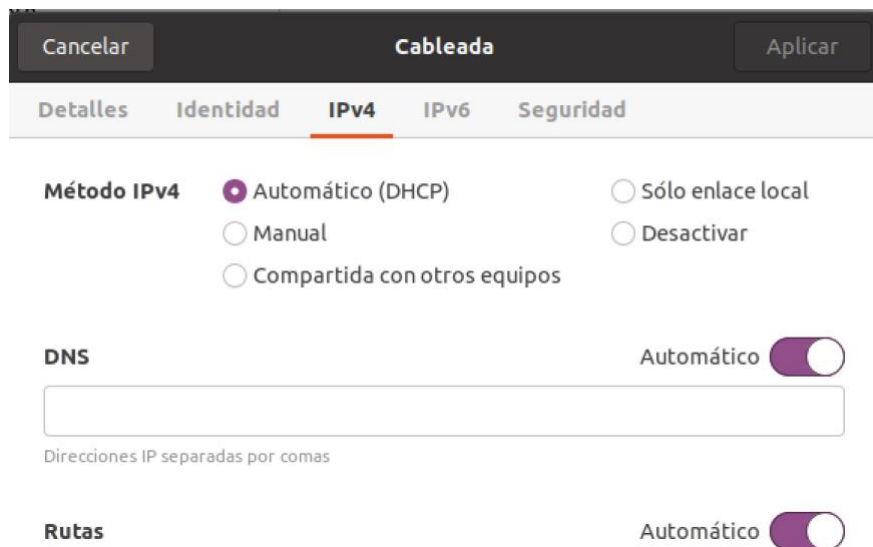 Cancelar Cableada Aplicar
Detalles Identidad IPv4 IPv6 Seguridad
Método IPv4 Automático (DHCP) Sólo enlace local
Manual Desactivar
Compartida con otros equipos
DNS Automático
Direcciones IP separadas por comas
Rutas Automático